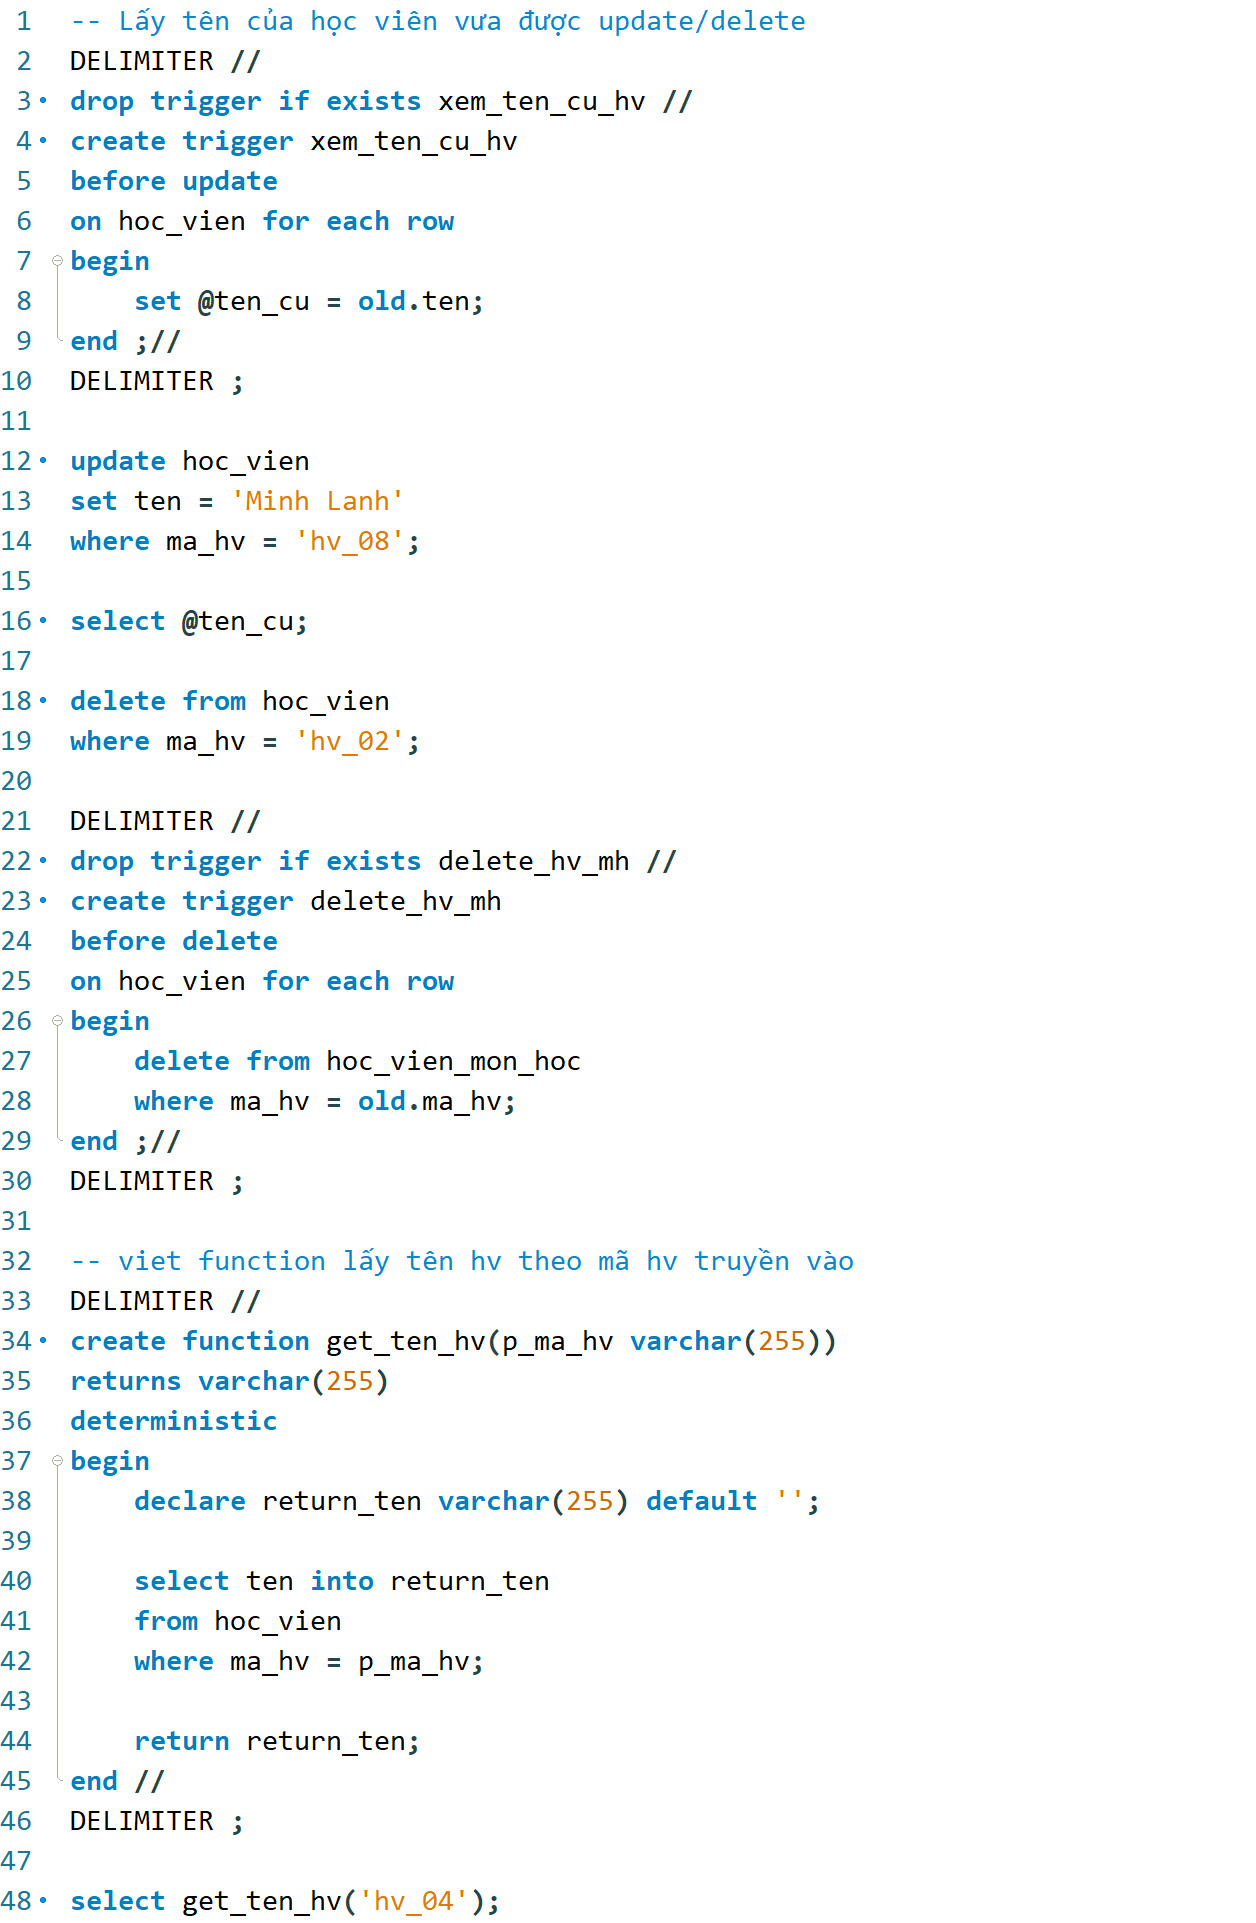 1 -- Lấy tên của học viên vưa được update/delete
2 DELIMITER //
3 drop trigger if exists xem_ten_cu_hv //
4 create trigger xem_ten_cu_hv
5 before update
6 on hoc_vien for each row
7 begin
8     set @ten_cu = old.ten;
9 end ;//
10 DELIMITER ;
11
12 update hoc_vien
13 set ten = 'Minh Lanh'
14 where ma_hv = 'hv_08';
15
16 select @ten_cu;
17
18 delete from hoc_vien
19 where ma_hv = 'hv_02';
20
21 DELIMITER //
22 drop trigger if exists delete_hv_mh //
23 create trigger delete_hv_mh
24 before delete
25 on hoc_vien for each row
26 begin
27     delete from hoc_vien_mon_hoc
28     where ma_hv = old.ma_hv;
29 end ;//
30 DELIMITER ;
31
32 -- viet function lấy tên hv theo mã hv truyền vào
33 DELIMITER //
34 create function get_ten_hv(p_ma_hv varchar(255))
35 returns varchar(255)
36 deterministic
37 begin
38     declare return_ten varchar(255) default '';
39
40     select ten into return_ten
41     from hoc_vien
42     where ma_hv = p_ma_hv;
43
44     return return_ten;
45 end //
46 DELIMITER ;
47
48 select get_ten_hv('hv_04');